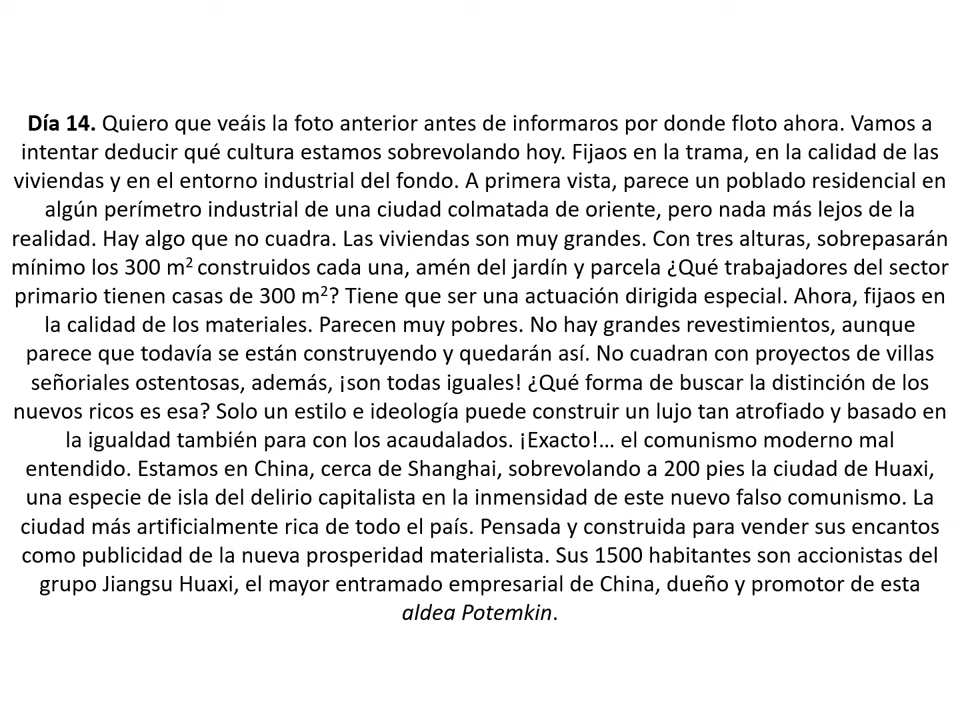 Día 14. Quiero que veáis la foto anterior antes de informaros por donde floto ahora. Vamos a
intentar deducir qué cultura estamos sobrevolando hoy. Fijaos en la trama, en la calidad de las
viviendas y en el entorno industrial del fondo. A primera vista, parece un poblado residencial en
algún perímetro industrial de una ciudad colmatada de oriente, pero nada más lejos de la
realidad. Hay algo que no cuadra. Las viviendas son muy grandes. Con tres alturas, sobrepasarán
mínimo los 300 m² construidos cada una, amén del jardín y parcela ¿Qué trabajadores del sector
primario tienen casas de 300 m²? Tiene que ser una actuación dirigida especial. Ahora, fijaos en
la calidad de los materiales. Parecen muy pobres. No hay grandes revestimientos, aunque
parece que todavía se están construyendo y quedarán así. No cuadran con proyectos de villas
señoriales ostentosas, además, ¡son todas iguales! ¿Qué forma de buscar la distinción de los
nuevos ricos es esa? Solo un estilo e ideología puede construir un lujo tan atrofiado y basado en
la igualdad también para con los acaudalados. ¡Exacto!... el comunismo moderno mal
entendido. Estamos en China, cerca de Shanghai, sobrevolando a 200 pies la ciudad de Huaxi,
una especie de isla del delirio capitalista en la inmensidad de este nuevo falso comunismo. La
ciudad más artificialmente rica de todo el país. Pensada y construida para vender sus encantos
como publicidad de la nueva prosperidad materialista. Sus 1500 habitantes son accionistas del
grupo Jiangsu Huaxi, el mayor entramado empresarial de China, dueño y promotor de esta
aldea Potemkin.